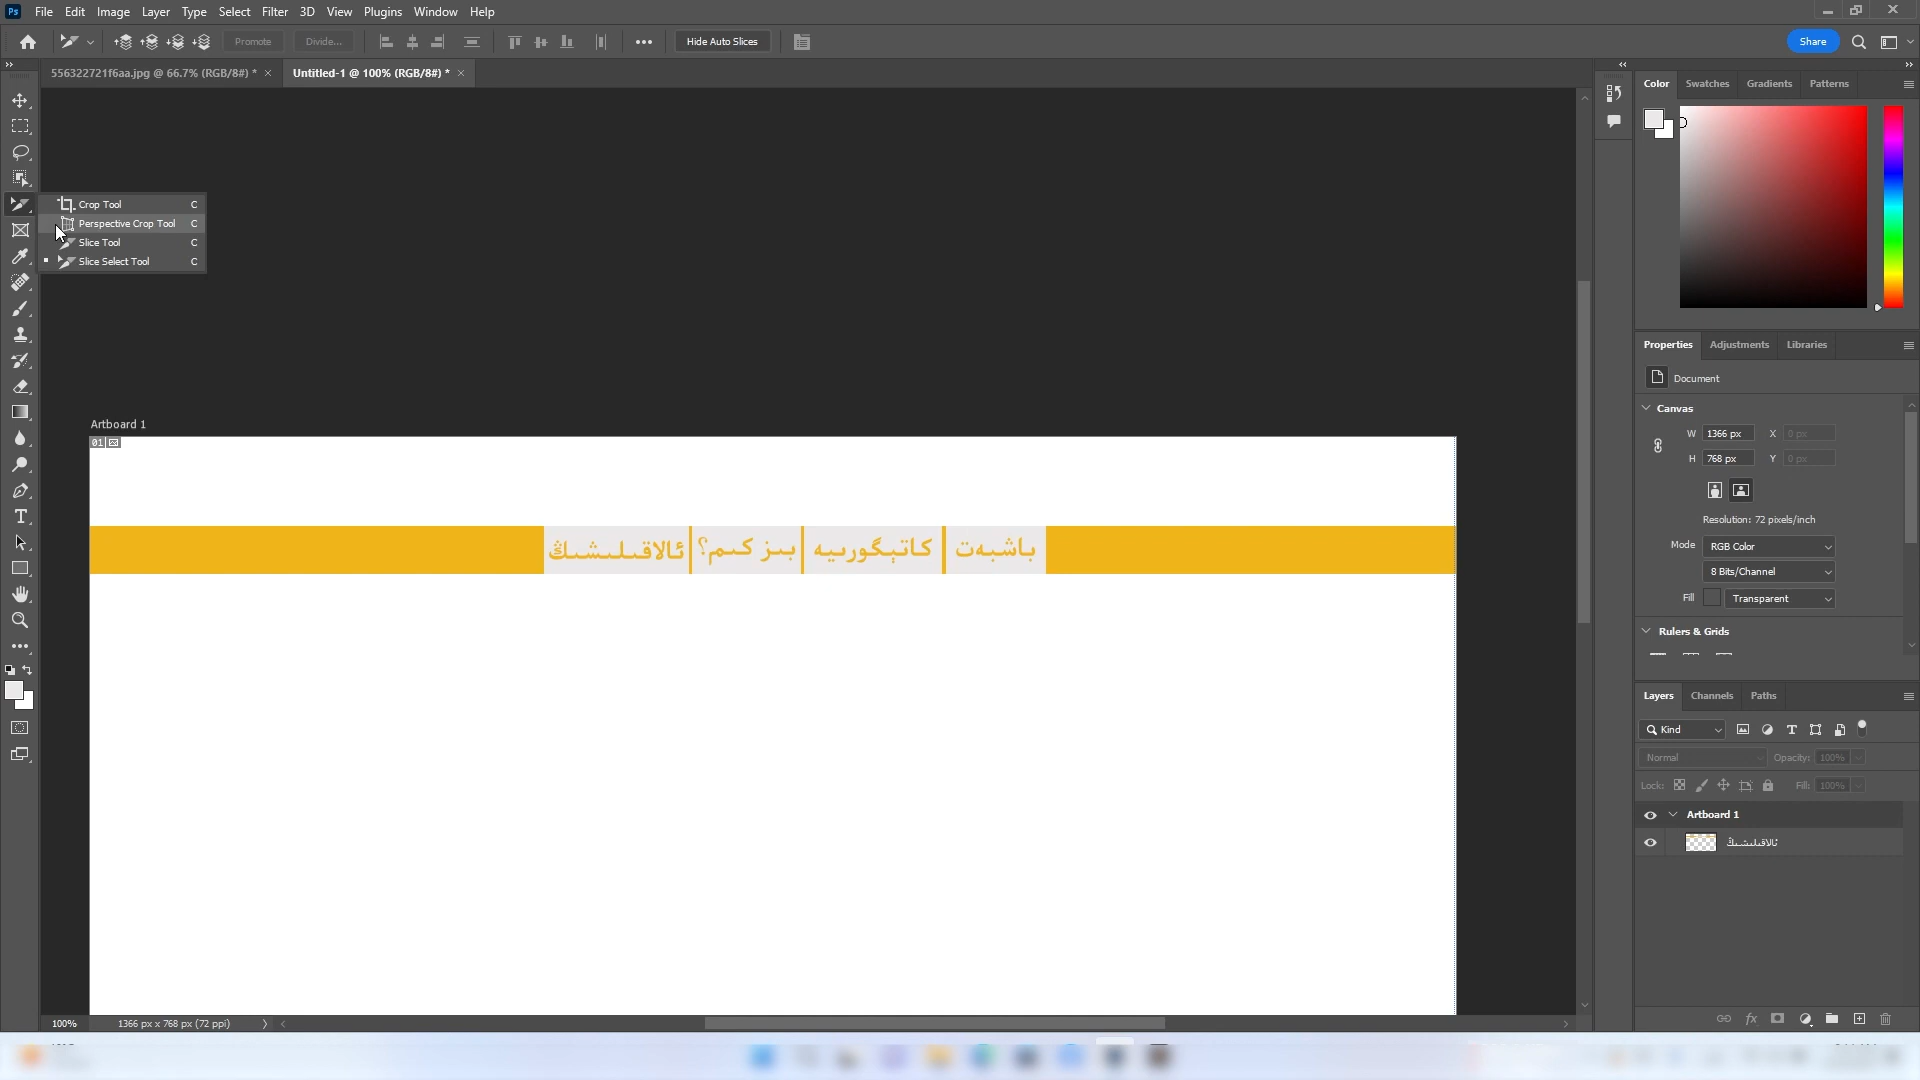 Ps File Edit Image Layer Type Select Filter 3D View Plugins Window Help
Promote Divide... Hide Auto Slices Share
556322721f6aa.jpg @ 66.7% (RGB/8#) * Untitled-1 @ 100% (RGB/8#) *
Color Swatches Gradients Patterns
Crop Tool C
Perspective Crop Tool C
Slice Tool C
Slice Select Tool C
Properties Adjustments Libraries
Document
Canvas
W 1366 px X 0 px
H 768 px Y 0 px
Resolution: 72 pixels/inch
Mode RGB Color
8 Bits/Channel
Fill Transparent
Rulers & Grids
Artboard 1
01
باشبەت كاتېگورىيە بىز كىم؟ ئالاقىلىشىڭ
Layers Channels Paths
Kind
Normal Opacity: 100%
Lock: Fill: 100%
Artboard 1
ئالاقىلىشىڭ
100% 1366 px x 768 px (72 ppi)